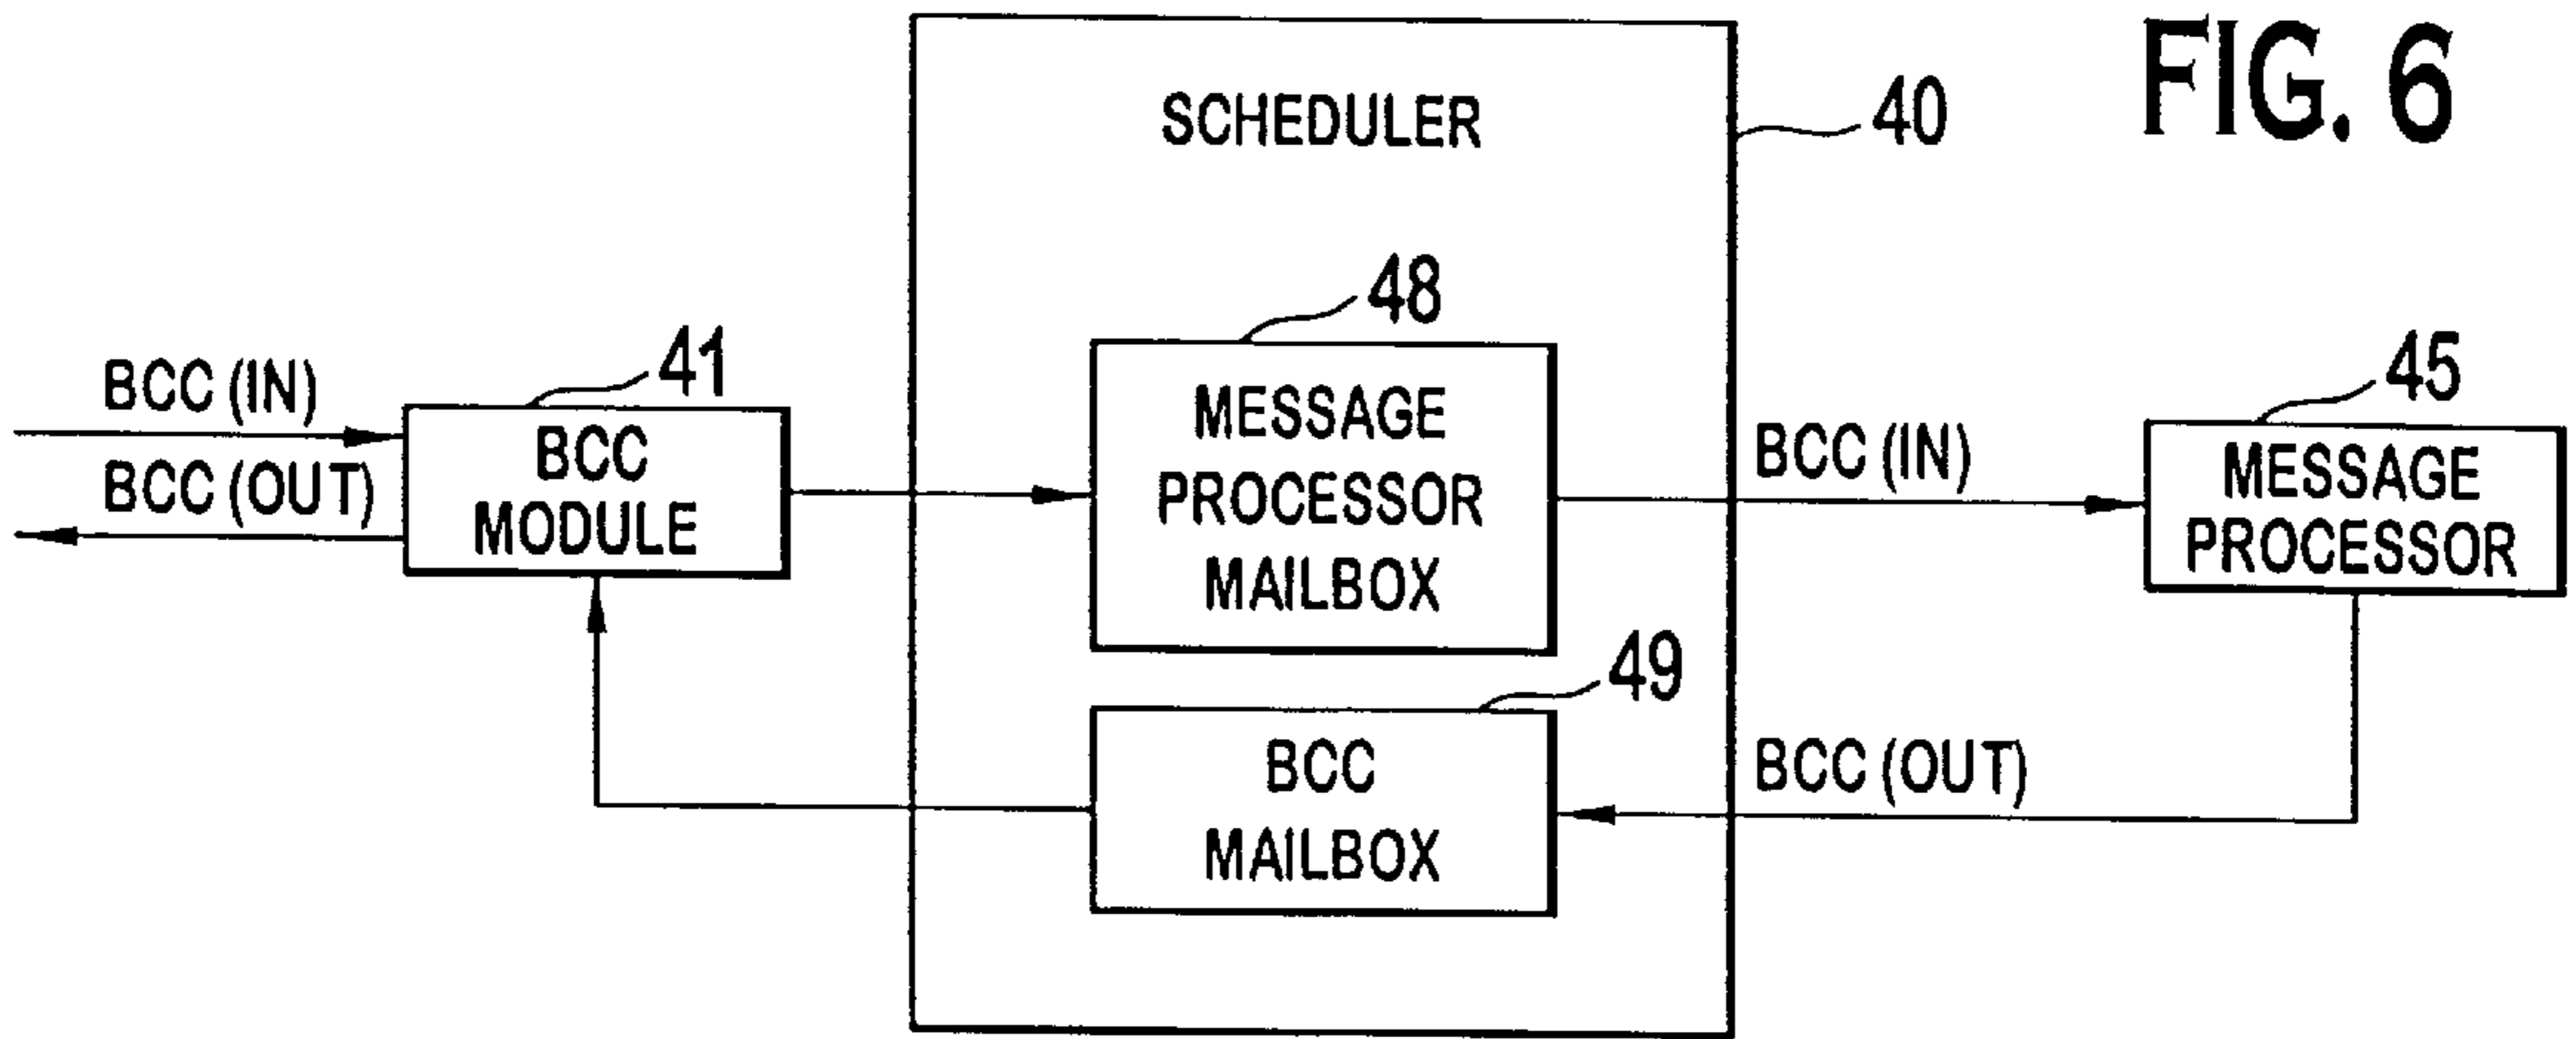 FIG. 6
SCHEDULER
40
48
41
45
BCC (IN)
BCC (OUT)
BCC
MODULE
MESSAGE
PROCESSOR
MAILBOX
BCC (IN)
MESSAGE
PROCESSOR
49
BCC
MAILBOX
BCC (OUT)